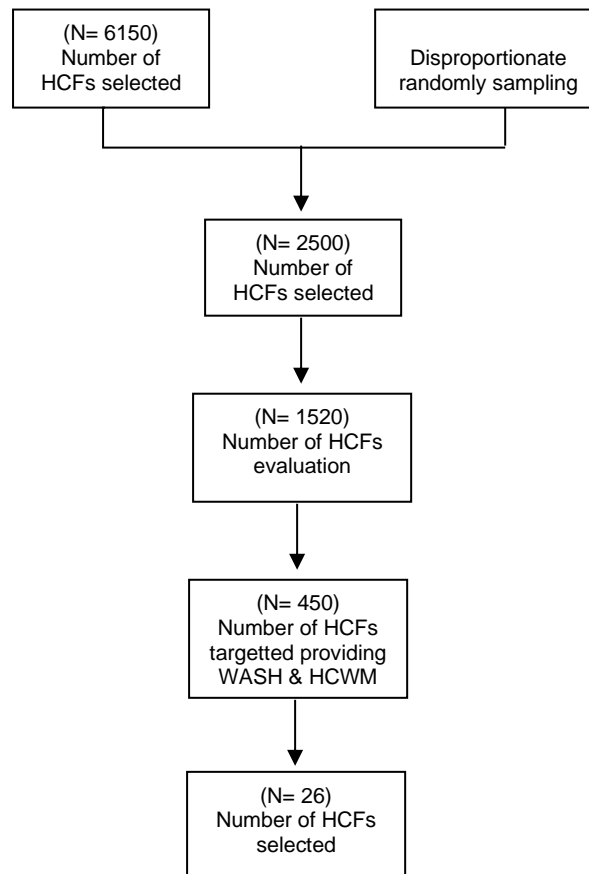 (N= 6150)
Number of
HCFs selected
Disproportionate
randomly sampling
(N= 2500)
Number of
HCFs selected
(N= 1520)
Number of HCFs
evaluation
(N= 450)
Number of HCFs
targetted providing
WASH & HCWM
(N= 26)
Number of HCFs
selected